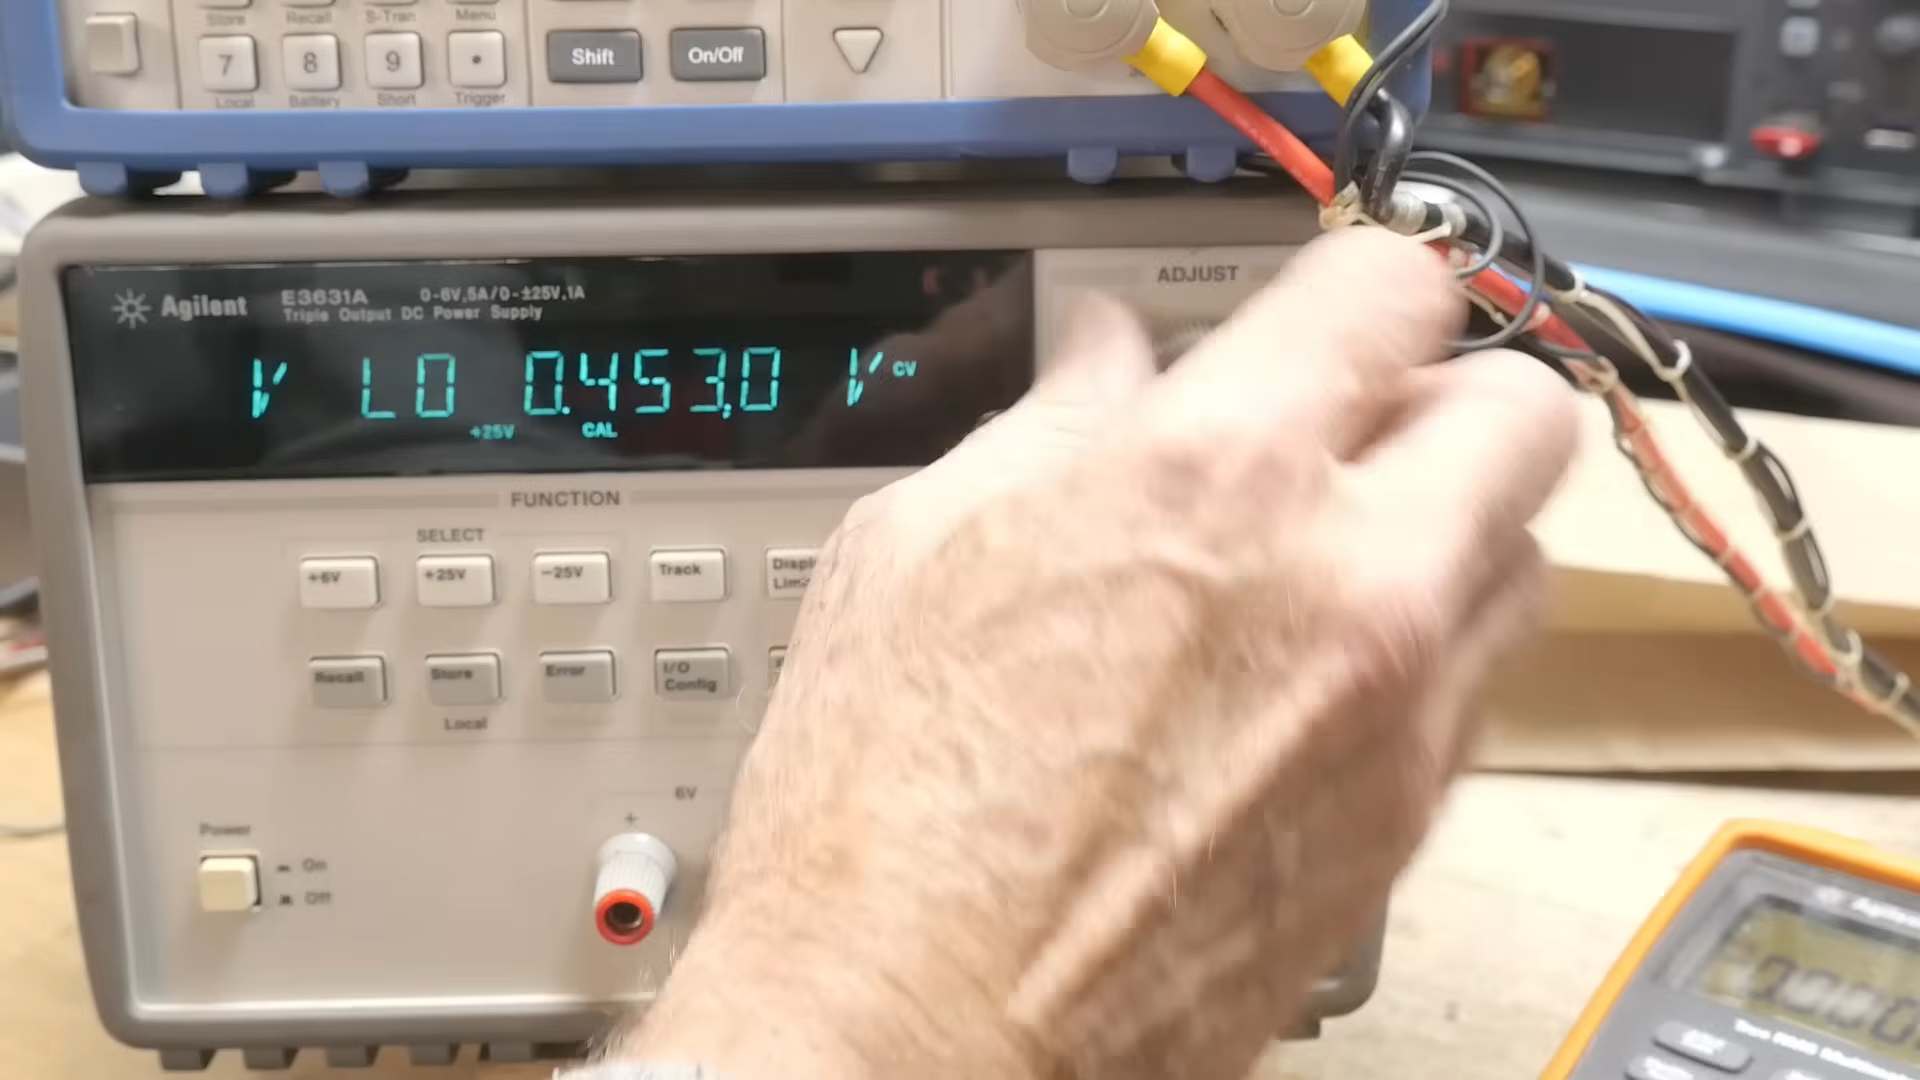 Store Recall S-Tran Menu
7 8 9 • Shift On/Off
Local Battery Short Trigger
Agilent E3631A 0-6V,5A/0-±25V,1A
Triple Output DC Power Supply
V LO 0.453,0 V CV
+25V CAL
ADJUST
FUNCTION
SELECT
+6V +25V -25V Track
Recall Store Error I/O Config
Local
6V
+
Power
On
Off
Agilent